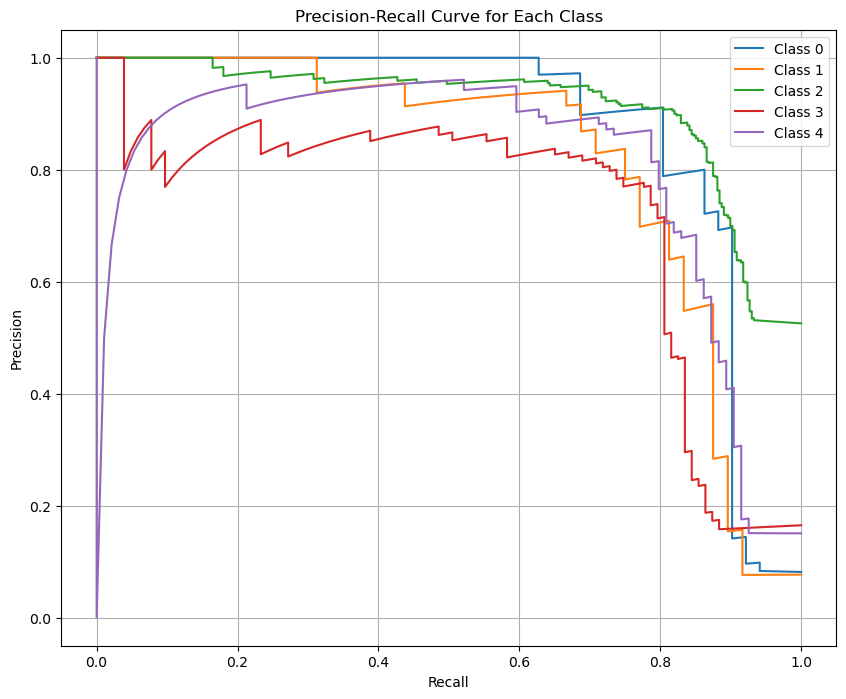 Precision-Recall Curve for Each Class
Class 0
Class 1
Class 2
Class 3
Class 4
Precision
1.0
0.8
0.6
0.4
0.2
0.0
0.0 0.2 0.4 0.6 0.8 1.0
Recall